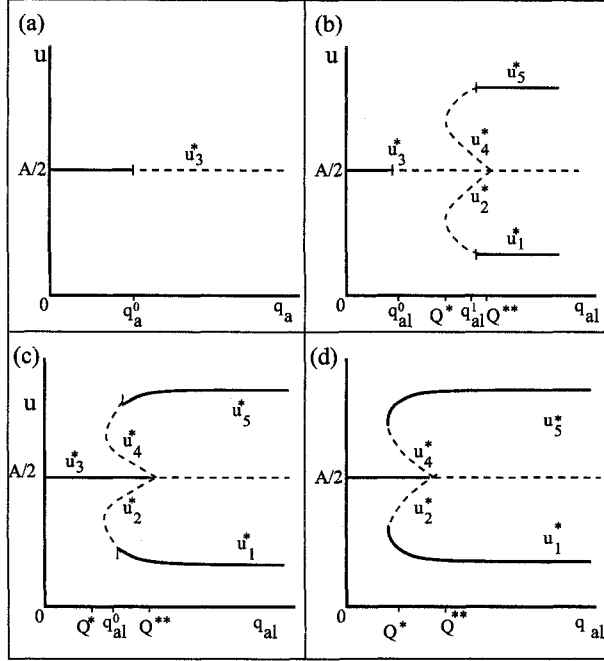 (a)
u
u*3
A/2
0
q⁰a
qa
(b)
u
u*5
u*4
u*3
A/2
u*2
u*1
0
q⁰al
Q*
q¹al
Q**
qal
(c)
u
u*5
u*4
u*3
A/2
u*2
u*1
0
Q*
q⁰al
Q**
qal
(d)
u*5
u*4
A/2
u*2
u*1
0
Q*
Q**
qal